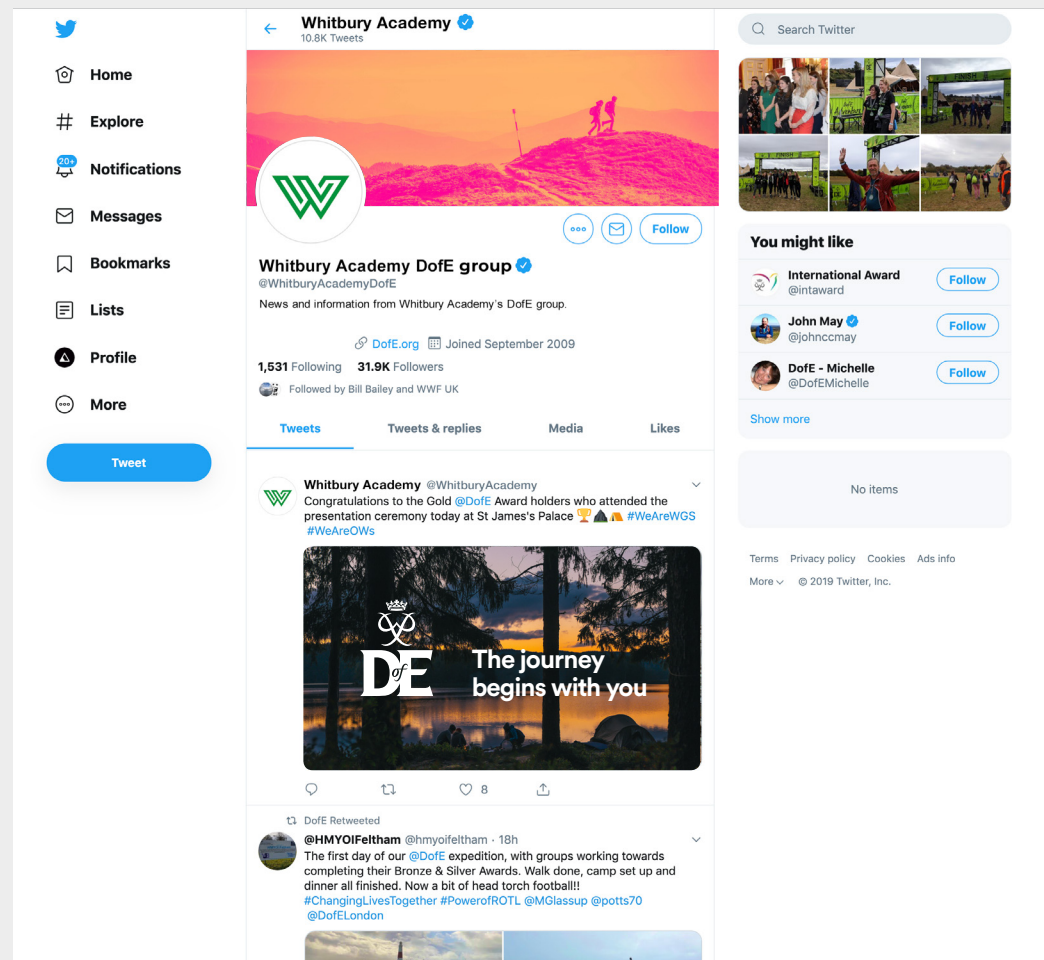 Whitbury Academy
10.8K Tweets
Home
Explore
20+
Notifications
Messages
Bookmarks
Lists
Profile
More
Tweet
Follow
Whitbury Academy DofE group
@WhitburyAcademyDofE
News and information from Whitbury Academy's DofE group.
DofE.org Joined September 2009
1,531 Following 31.9K Followers
Followed by Bill Bailey and WWF UK
Tweets Tweets & replies Media Likes
Whitbury Academy @WhitburyAcademy
Congratulations to the Gold @DofE Award holders who attended the
presentation ceremony today at St James's Palace 🏆⛰⛺ #WeAreWGS
#WeAreOWs
DofE
The journey
begins with you
8
DofE Retweeted
@HMYOIFeltham @hmyoifeltham · 18h
The first day of our @DofE expedition, with groups working towards
completing their Bronze & Silver Awards. Walk done, camp set up and
dinner all finished. Now a bit of head torch football!!
#ChangingLivesTogether #PowerofROTL @MGlassup @potts70
@DofELondon
Search Twitter
FINISH
FINISH
You might like
International Award
@intaward
Follow
John May
@johnccmay
Follow
DofE - Michelle
@DofEMichelle
Follow
Show more
No items
Terms Privacy policy Cookies Ads info
More © 2019 Twitter, Inc.